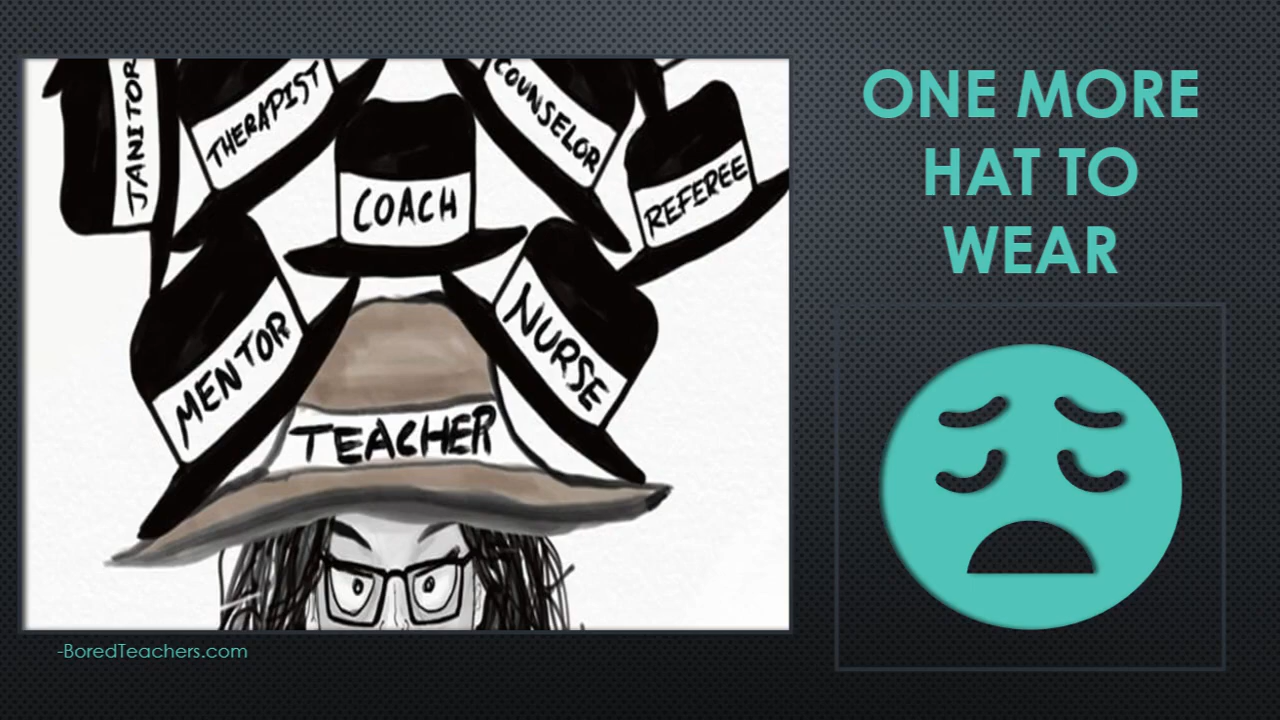 JANITOR
THERAPIST
COUNSELOR
COACH
REFEREE
MENTOR
NURSE
TEACHER
-BoredTeachers.com
ONE MORE
HAT TO
WEAR